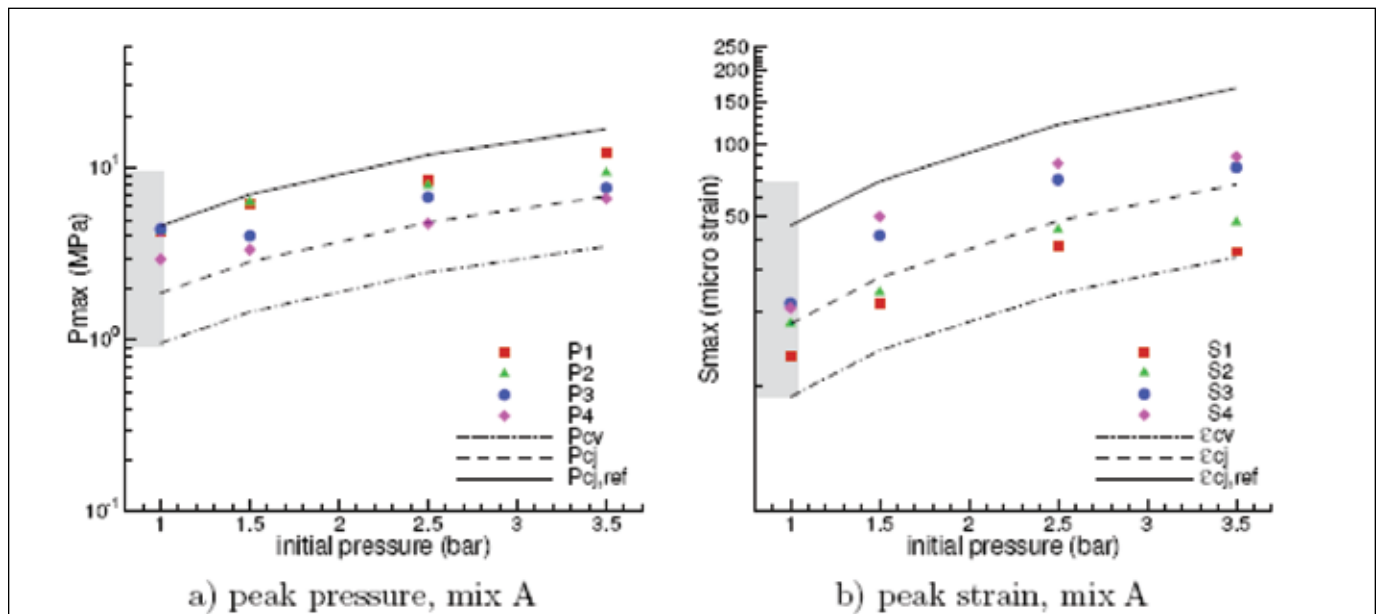 Pmax (MPa)
10¹
10⁰
10⁻¹
P1
P2
P3
P4
Pcv
Pcj
Pcj,ref
1 1.5 2 2.5 3 3.5
initial pressure (bar)
a) peak pressure, mix A
Smax (micro strain)
250
200
150
100
50
S1
S2
S3
S4
εcv
εcj
εcj,ref
1 1.5 2 2.5 3 3.5
initial pressure (bar)
b) peak strain, mix A